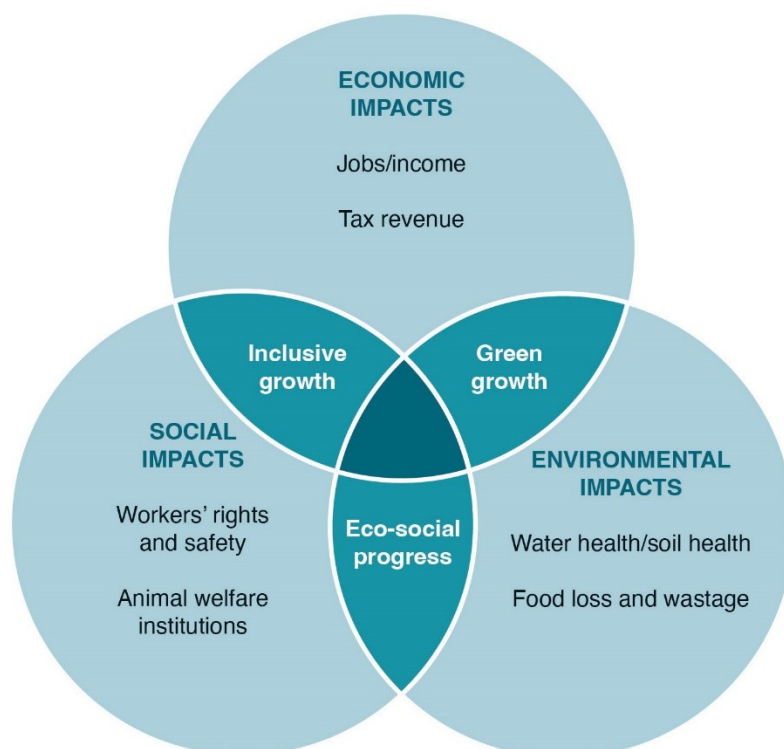 ECONOMIC
IMPACTS
Jobs/income
Tax revenue
Inclusive
growth
Green
growth
SOCIAL
IMPACTS
Workers’ rights
and safety
Animal welfare
institutions
Eco-social
progress
ENVIRONMENTAL
IMPACTS
Water health/soil health
Food loss and wastage